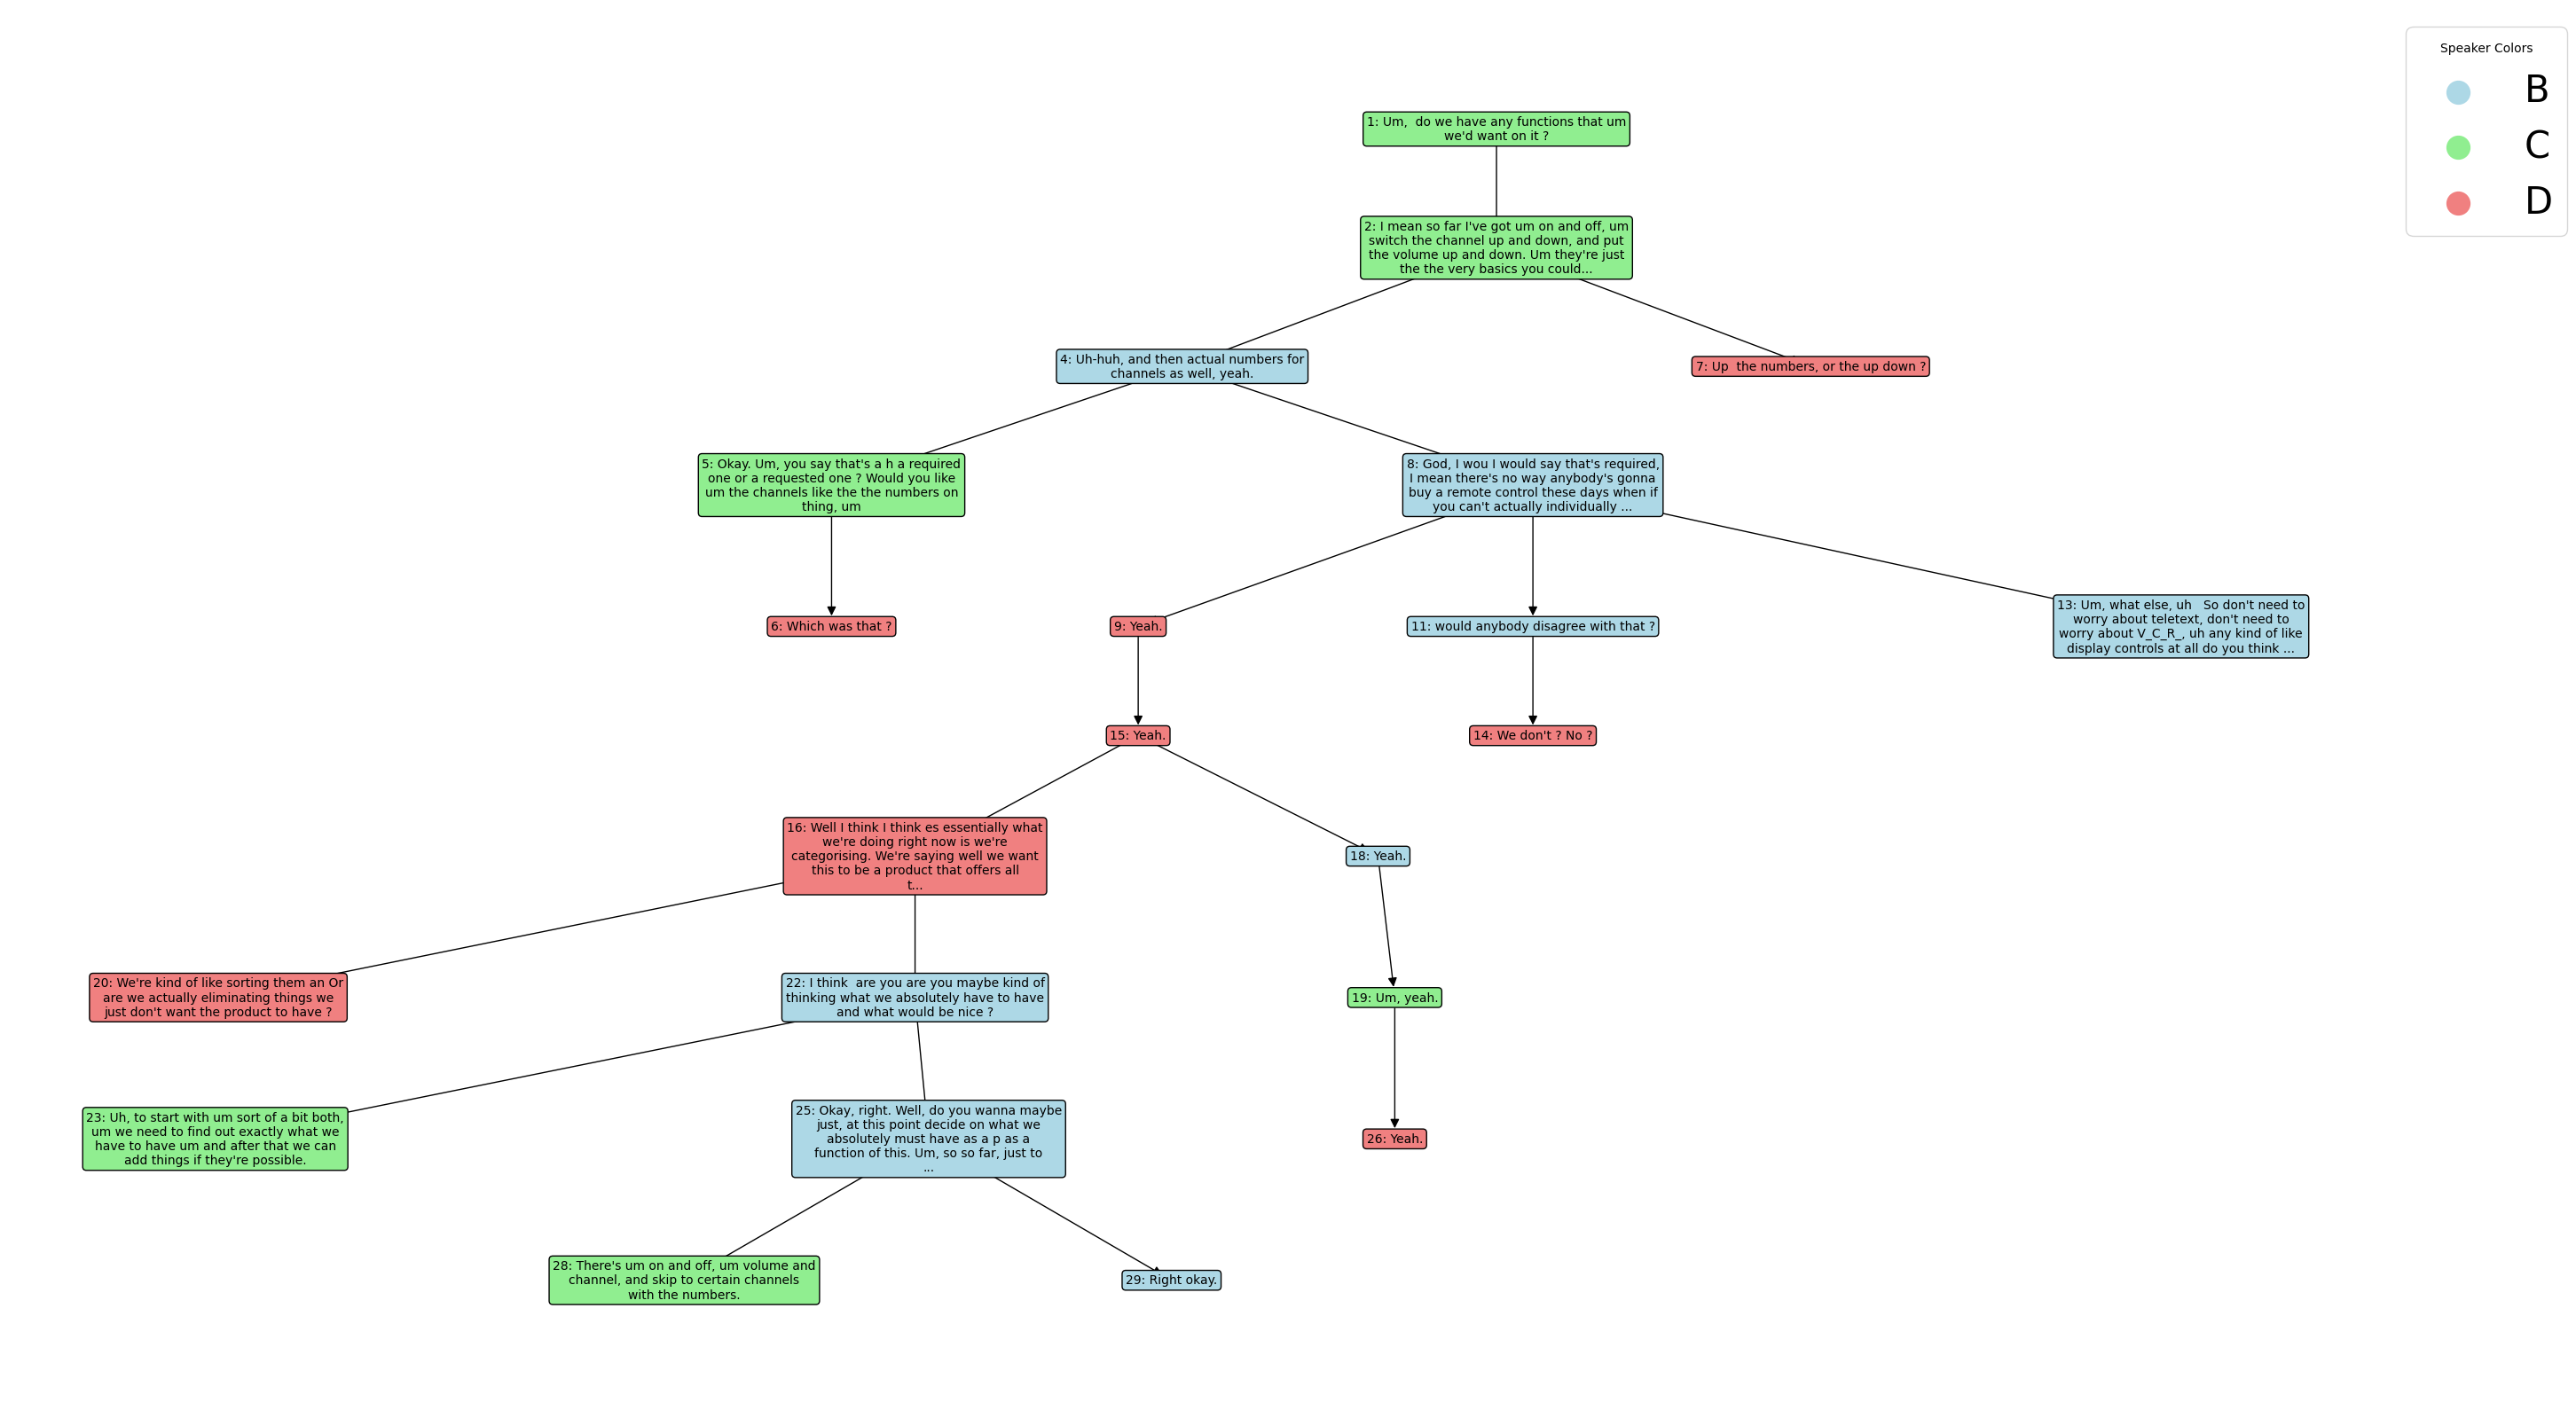 Speaker Colors
B
C
D
1: Um,  do we have any functions that um
we'd want on it ?
2: I mean so far I've got um on and off, um
switch the channel up and down, and put
the volume up and down. Um they're just
the the very basics you could...
4: Uh-huh, and then actual numbers for
channels as well, yeah.
7: Up  the numbers, or the up down ?
5: Okay. Um, you say that's a h a required
one or a requested one ? Would you like
um the channels like the the numbers on
thing, um
8: God, I wou I would say that's required,
I mean there's no way anybody's gonna
buy a remote control these days when if
you can't actually individually ...
6: Which was that ?
9: Yeah.
11: would anybody disagree with that ?
13: Um, what else, uh   So don't need to
worry about teletext, don't need to
worry about V_C_R_, uh any kind of like
display controls at all do you think ...
15: Yeah.
14: We don't ? No ?
16: Well I think I think es essentially what
we're doing right now is we're
categorising. We're saying well we want
this to be a product that offers all
t...
18: Yeah.
20: We're kind of like sorting them an Or
are we actually eliminating things we
just don't want the product to have ?
22: I think  are you are you maybe kind of
thinking what we absolutely have to have
and what would be nice ?
19: Um, yeah.
23: Uh, to start with um sort of a bit both,
um we need to find out exactly what we
have to have um and after that we can
add things if they're possible.
25: Okay, right. Well, do you wanna maybe
just, at this point decide on what we
absolutely must have as a p as a
function of this. Um, so so far, just to
...
26: Yeah.
28: There's um on and off, um volume and
channel, and skip to certain channels
with the numbers.
29: Right okay.